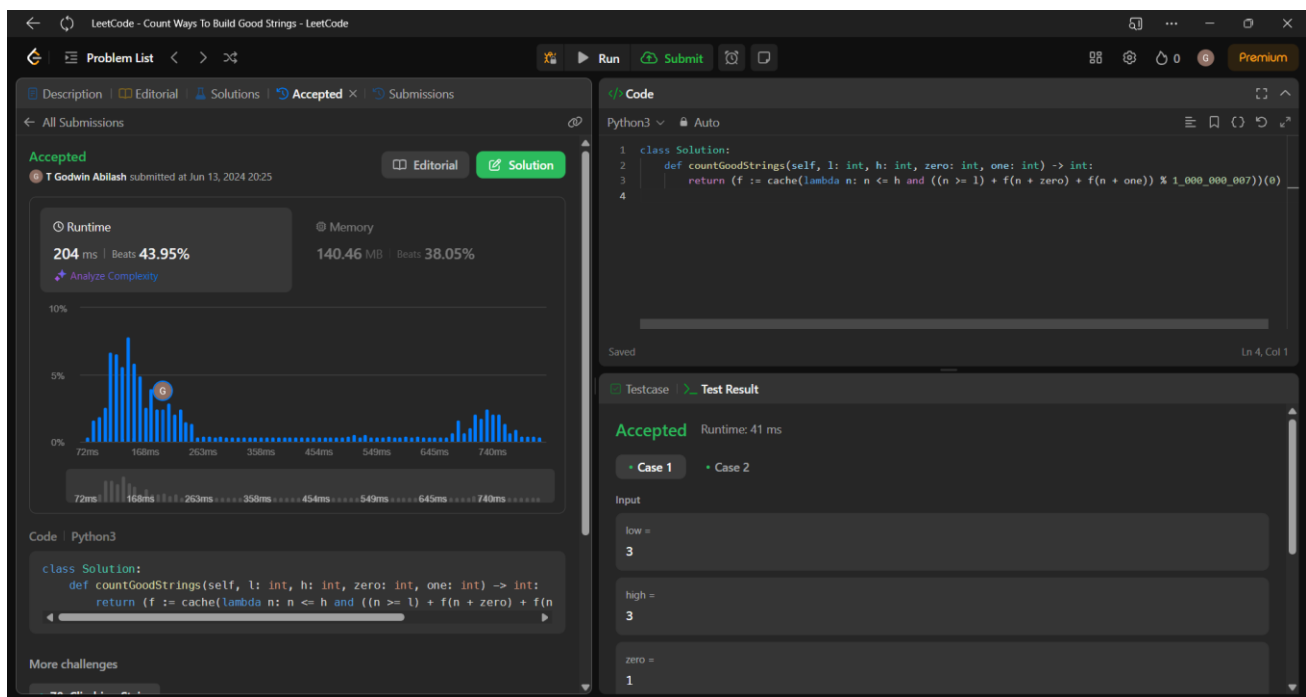 LeetCode - Count Ways To Build Good Strings - LeetCode
Problem List
Run
Submit
0
G
Premium
Description | Editorial | Solutions | Accepted × | Submissions
← All Submissions
Accepted
G T Godwin Abilash submitted at Jun 13, 2024 20:25
Editorial
Solution
Runtime
204 ms | Beats 43.95%
Analyze Complexity
Memory
140.46 MB | Beats 38.05%
10%
5%
0%
G
72ms 168ms 263ms 358ms 454ms 549ms 645ms 740ms
72ms 168ms 263ms 358ms 454ms 549ms 645ms 740ms
Code | Python3
class Solution:
def countGoodStrings(self, l: int, h: int, zero: int, one: int) -> int:
return (f := cache(lambda n: n <= h and ((n >= l) + f(n + zero) + f(n
More challenges
</> Code
Python3 Auto
1 class Solution:
2 def countGoodStrings(self, l: int, h: int, zero: int, one: int) -> int:
3 return (f := cache(lambda n: n <= h and ((n >= l) + f(n + zero) + f(n + one)) % 1_000_000_007))(0)
4
Saved
Ln 4, Col 1
Testcase | >_ Test Result
Accepted Runtime: 41 ms
• Case 1 • Case 2
Input
low =
3
high =
3
zero =
1